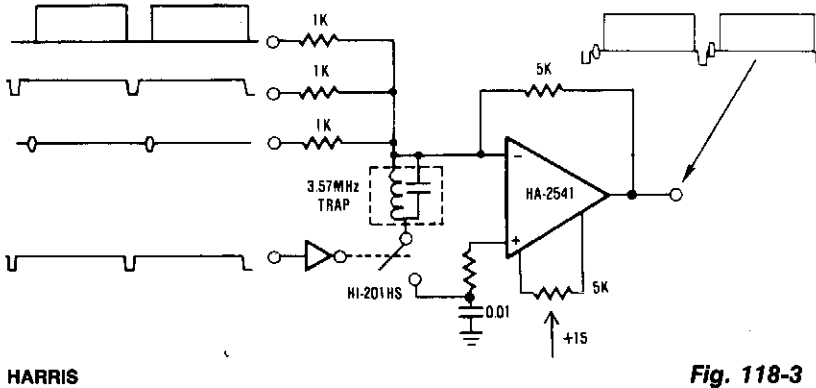 1K
1K
5K
1K
3.57MHz
TRAP
−
HA-2541
+
HI-201HS
5K
0.01
+15
HARRIS
Fig. 118-3